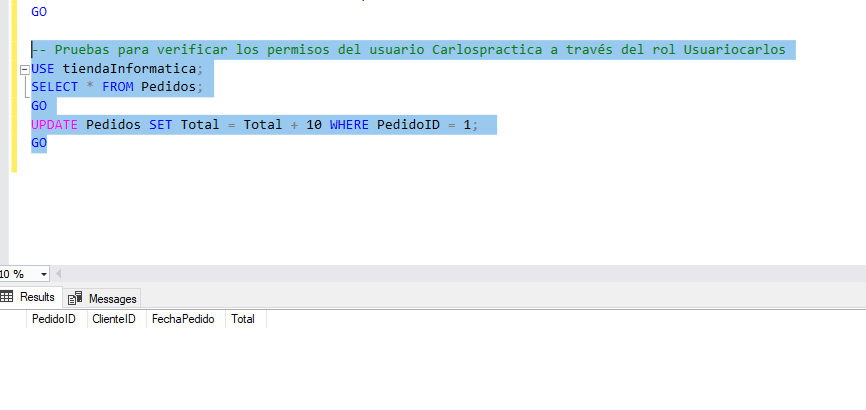 GO
-- Pruebas para verificar los permisos del usuario Carlospractica a través del rol Usuariocarlos
USE tiendaInformatica;
SELECT * FROM Pedidos;
GO
UPDATE Pedidos SET Total = Total + 10 WHERE PedidoID = 1;
GO
10 %
Results Messages
PedidoID ClienteID FechaPedido Total